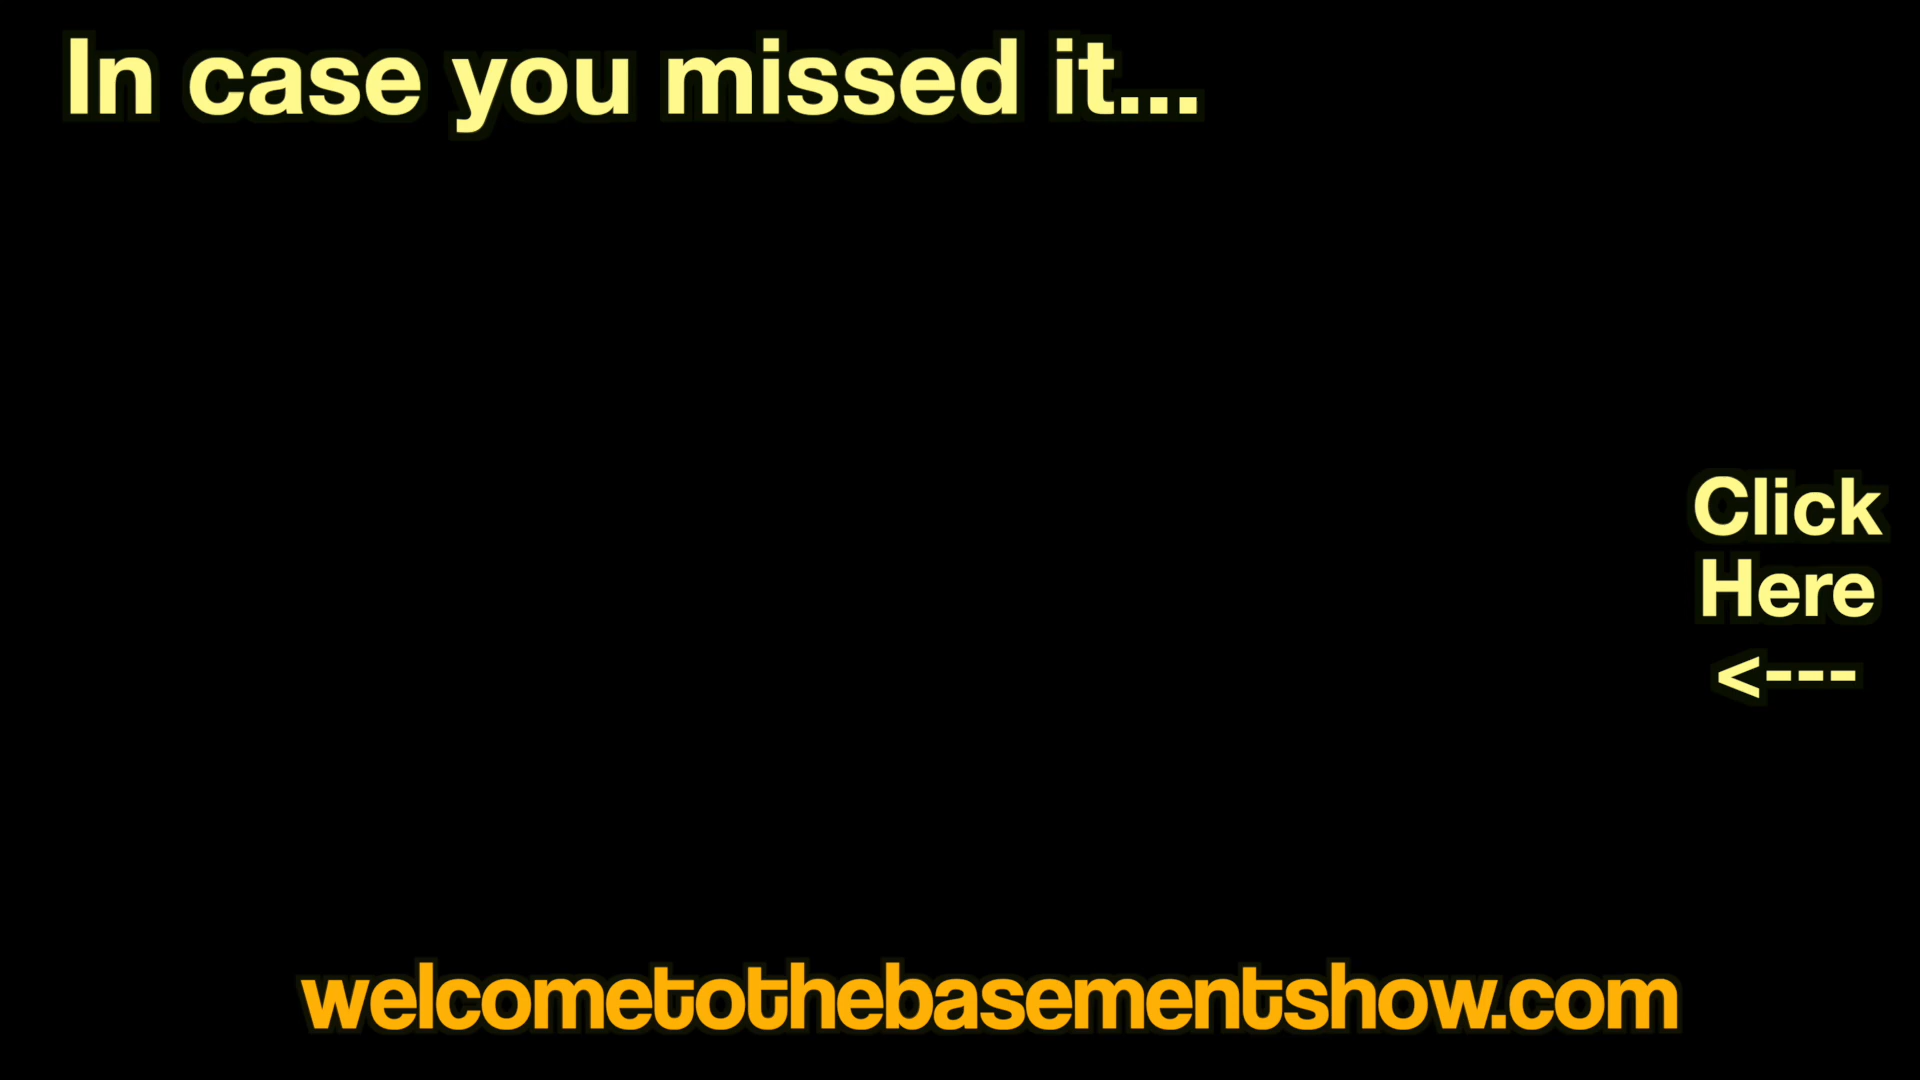 In case you missed it...
Click
Here
<---
welcometothebasementshow.com